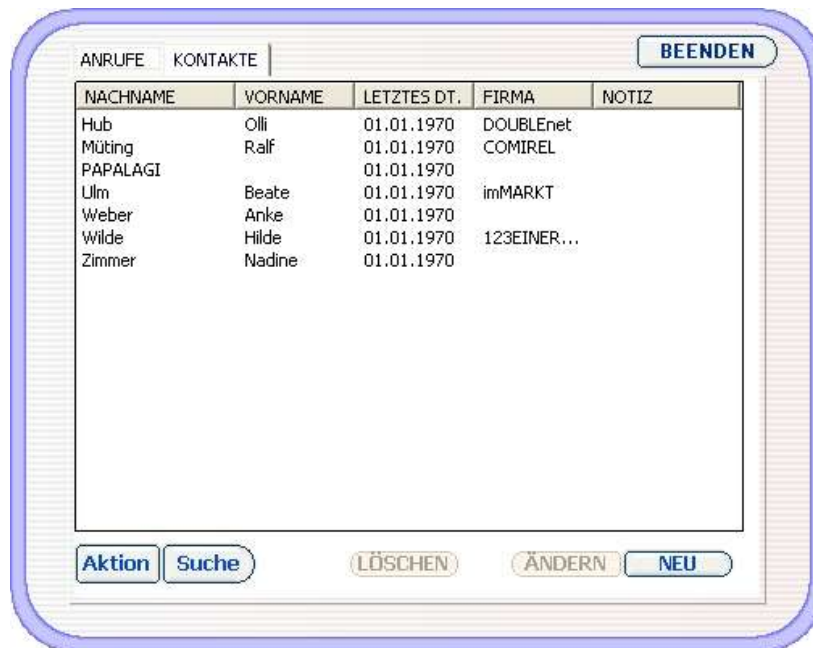 BEENDEN
ANRUFE KONTAKTE
NACHNAME VORNAME LETZTES DT. FIRMA NOTIZ
Hub Olli 01.01.1970 DOUBLEnet
Müting Ralf 01.01.1970 COMIREL
PAPALAGI 01.01.1970
Ulm Beate 01.01.1970 imMARKT
Weber Anke 01.01.1970
Wilde Hilde 01.01.1970 123EINER...
Zimmer Nadine 01.01.1970
Aktion Suche LÖSCHEN ÄNDERN NEU